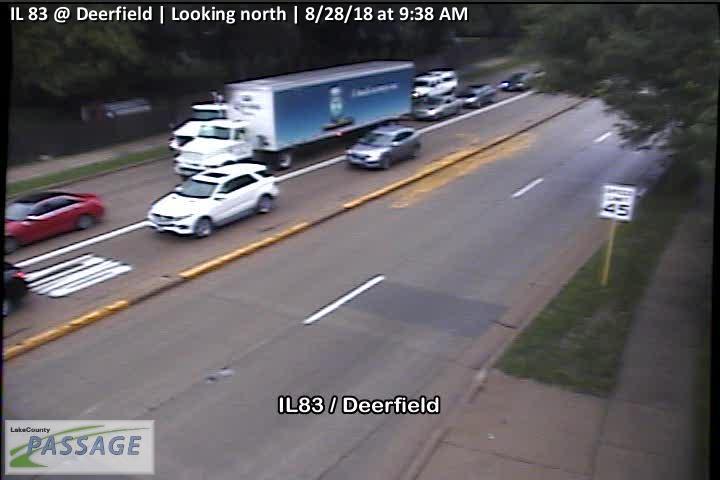 IL 83 @ Deerfield | Looking north | 8/28/18 at 9:38 AM
45
IL83 / Deerfield
LakeCounty
PASSAGE